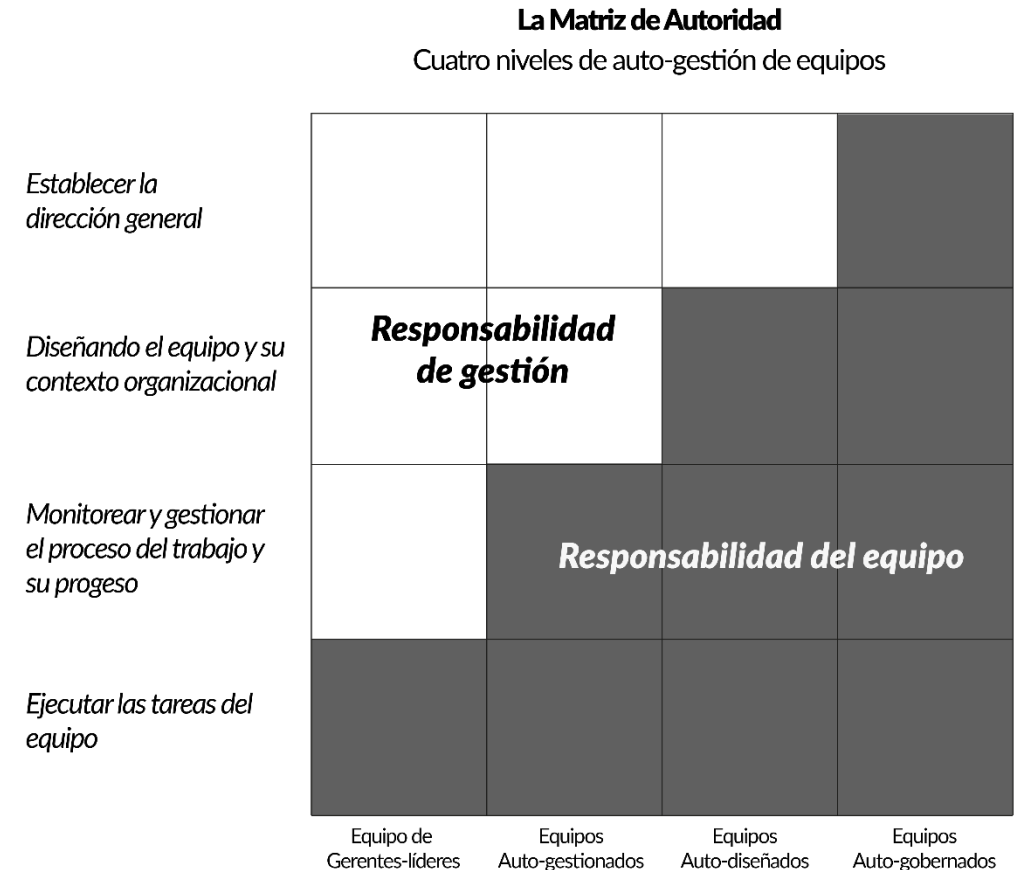 La Matriz de Autoridad
Cuatro niveles de auto-gestión de equipos
Establecer la
dirección general
Responsabilidad
de gestión
Diseñando el equipo y su
contexto organizacional
Monitorear y gestionar
el proceso del trabajo y
su progeso
Responsabilidad del equipo
Ejecutar las tareas del
equipo
Equipo de
Gerentes-líderes
Equipos
Auto-gestionados
Equipos
Auto-diseñados
Equipos
Auto-gobernados